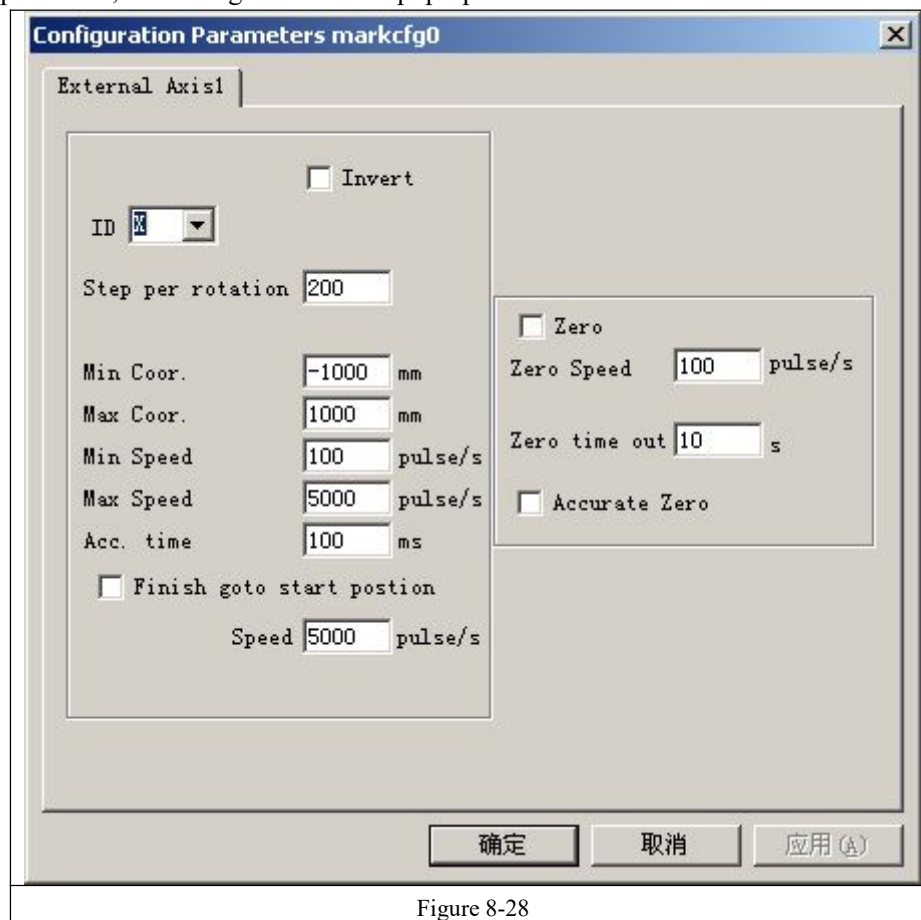 Configuration Parameters markcfg0
External Axis1
Invert
ID X
Step per rotation 200
Min Coor. -1000 mm
Max Coor. 1000 mm
Min Speed 100 pulse/s
Max Speed 5000 pulse/s
Acc. time 100 ms
Finish goto start postion
Speed 5000 pulse/s
Zero
Zero Speed 100 pulse/s
Zero time out 10 s
Accurate Zero
确定 取消 应用(A)
Figure 8-28